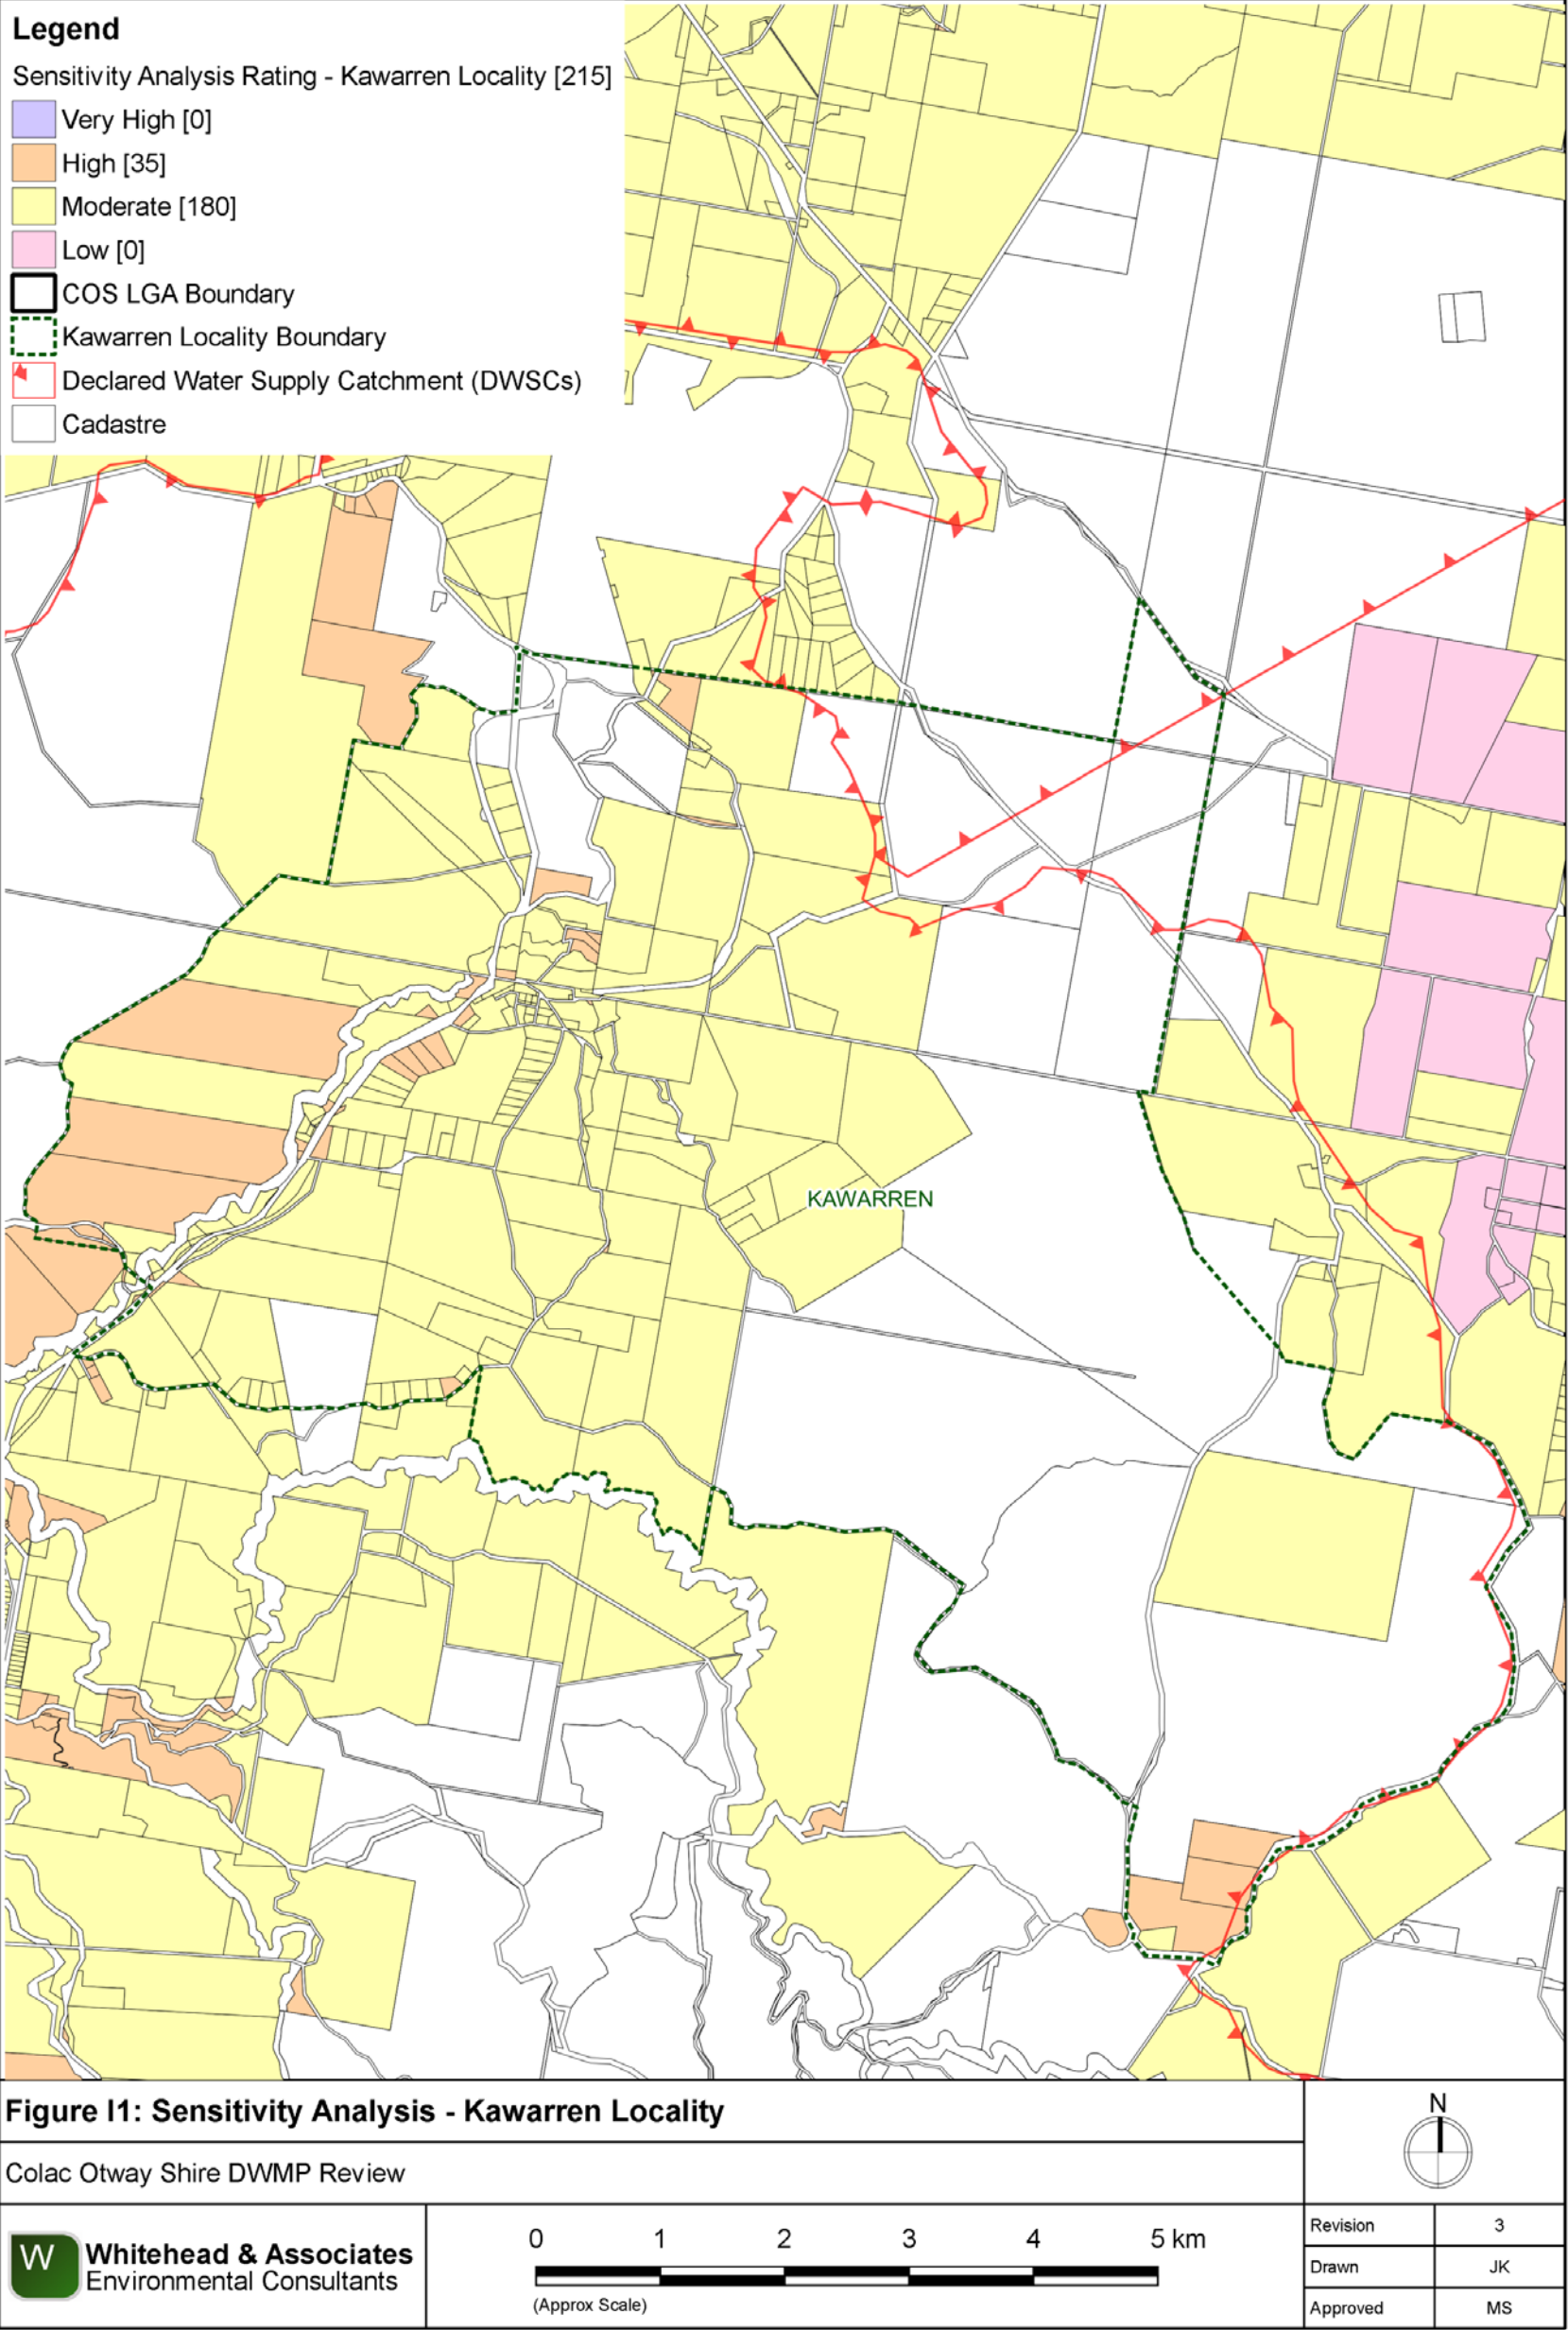 Legend
Sensitivity Analysis Rating - Kawarren Locality [215]
Very High [0]
High [35]
Moderate [180]
Low [0]
COS LGA Boundary
Kawarren Locality Boundary
Declared Water Supply Catchment (DWSCs)
Cadastre
KAWARREN
Figure I1: Sensitivity Analysis - Kawarren Locality
Colac Otway Shire DWMP Review
N
W
Whitehead & Associates
Environmental Consultants
0 1 2 3 4 5 km
(Approx Scale)
Revision 3
Drawn JK
Approved MS